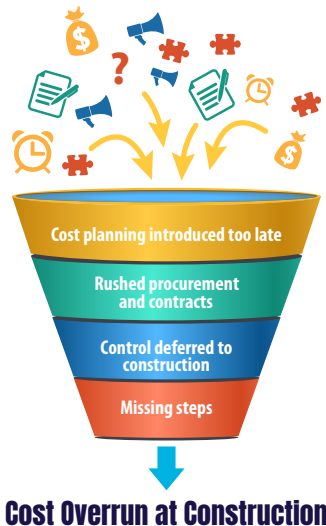 ?
$
$
Cost planning introduced too late
Rushed procurement
and contracts
Control deferred to
construction
Missing steps
Cost Overrun at Construction